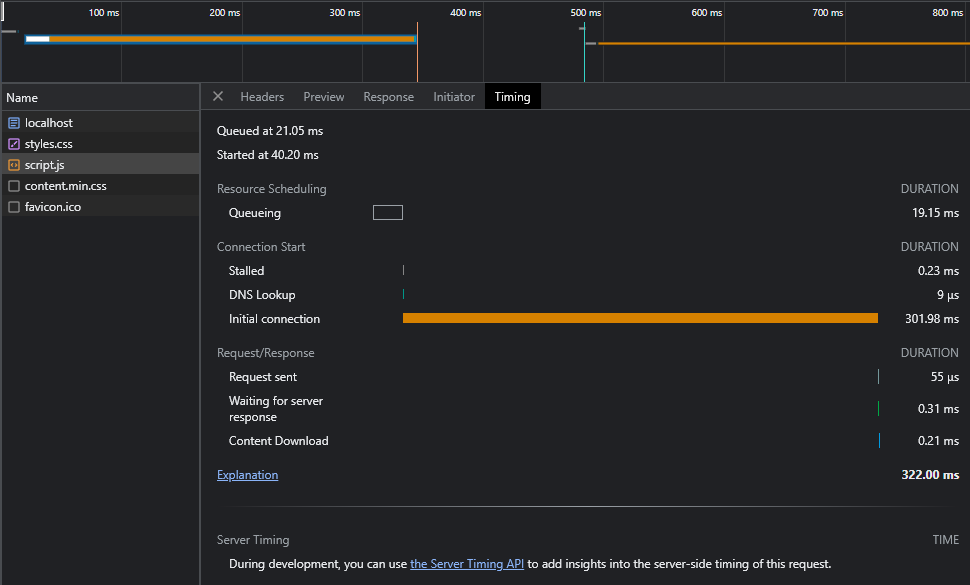 100 ms 200 ms 300 ms 400 ms 500 ms 600 ms 700 ms 800 ms
Name
Headers Preview Response Initiator Timing
localhost
styles.css
script.js
content.min.css
favicon.ico
Queued at 21.05 ms
Started at 40.20 ms
Resource Scheduling DURATION
Queueing 19.15 ms
Connection Start DURATION
Stalled 0.23 ms
DNS Lookup 9 μs
Initial connection 301.98 ms
Request/Response DURATION
Request sent 55 μs
Waiting for server
response 0.31 ms
Content Download 0.21 ms
Explanation 322.00 ms
Server Timing TIME
During development, you can use the Server Timing API to add insights into the server-side timing of this request.